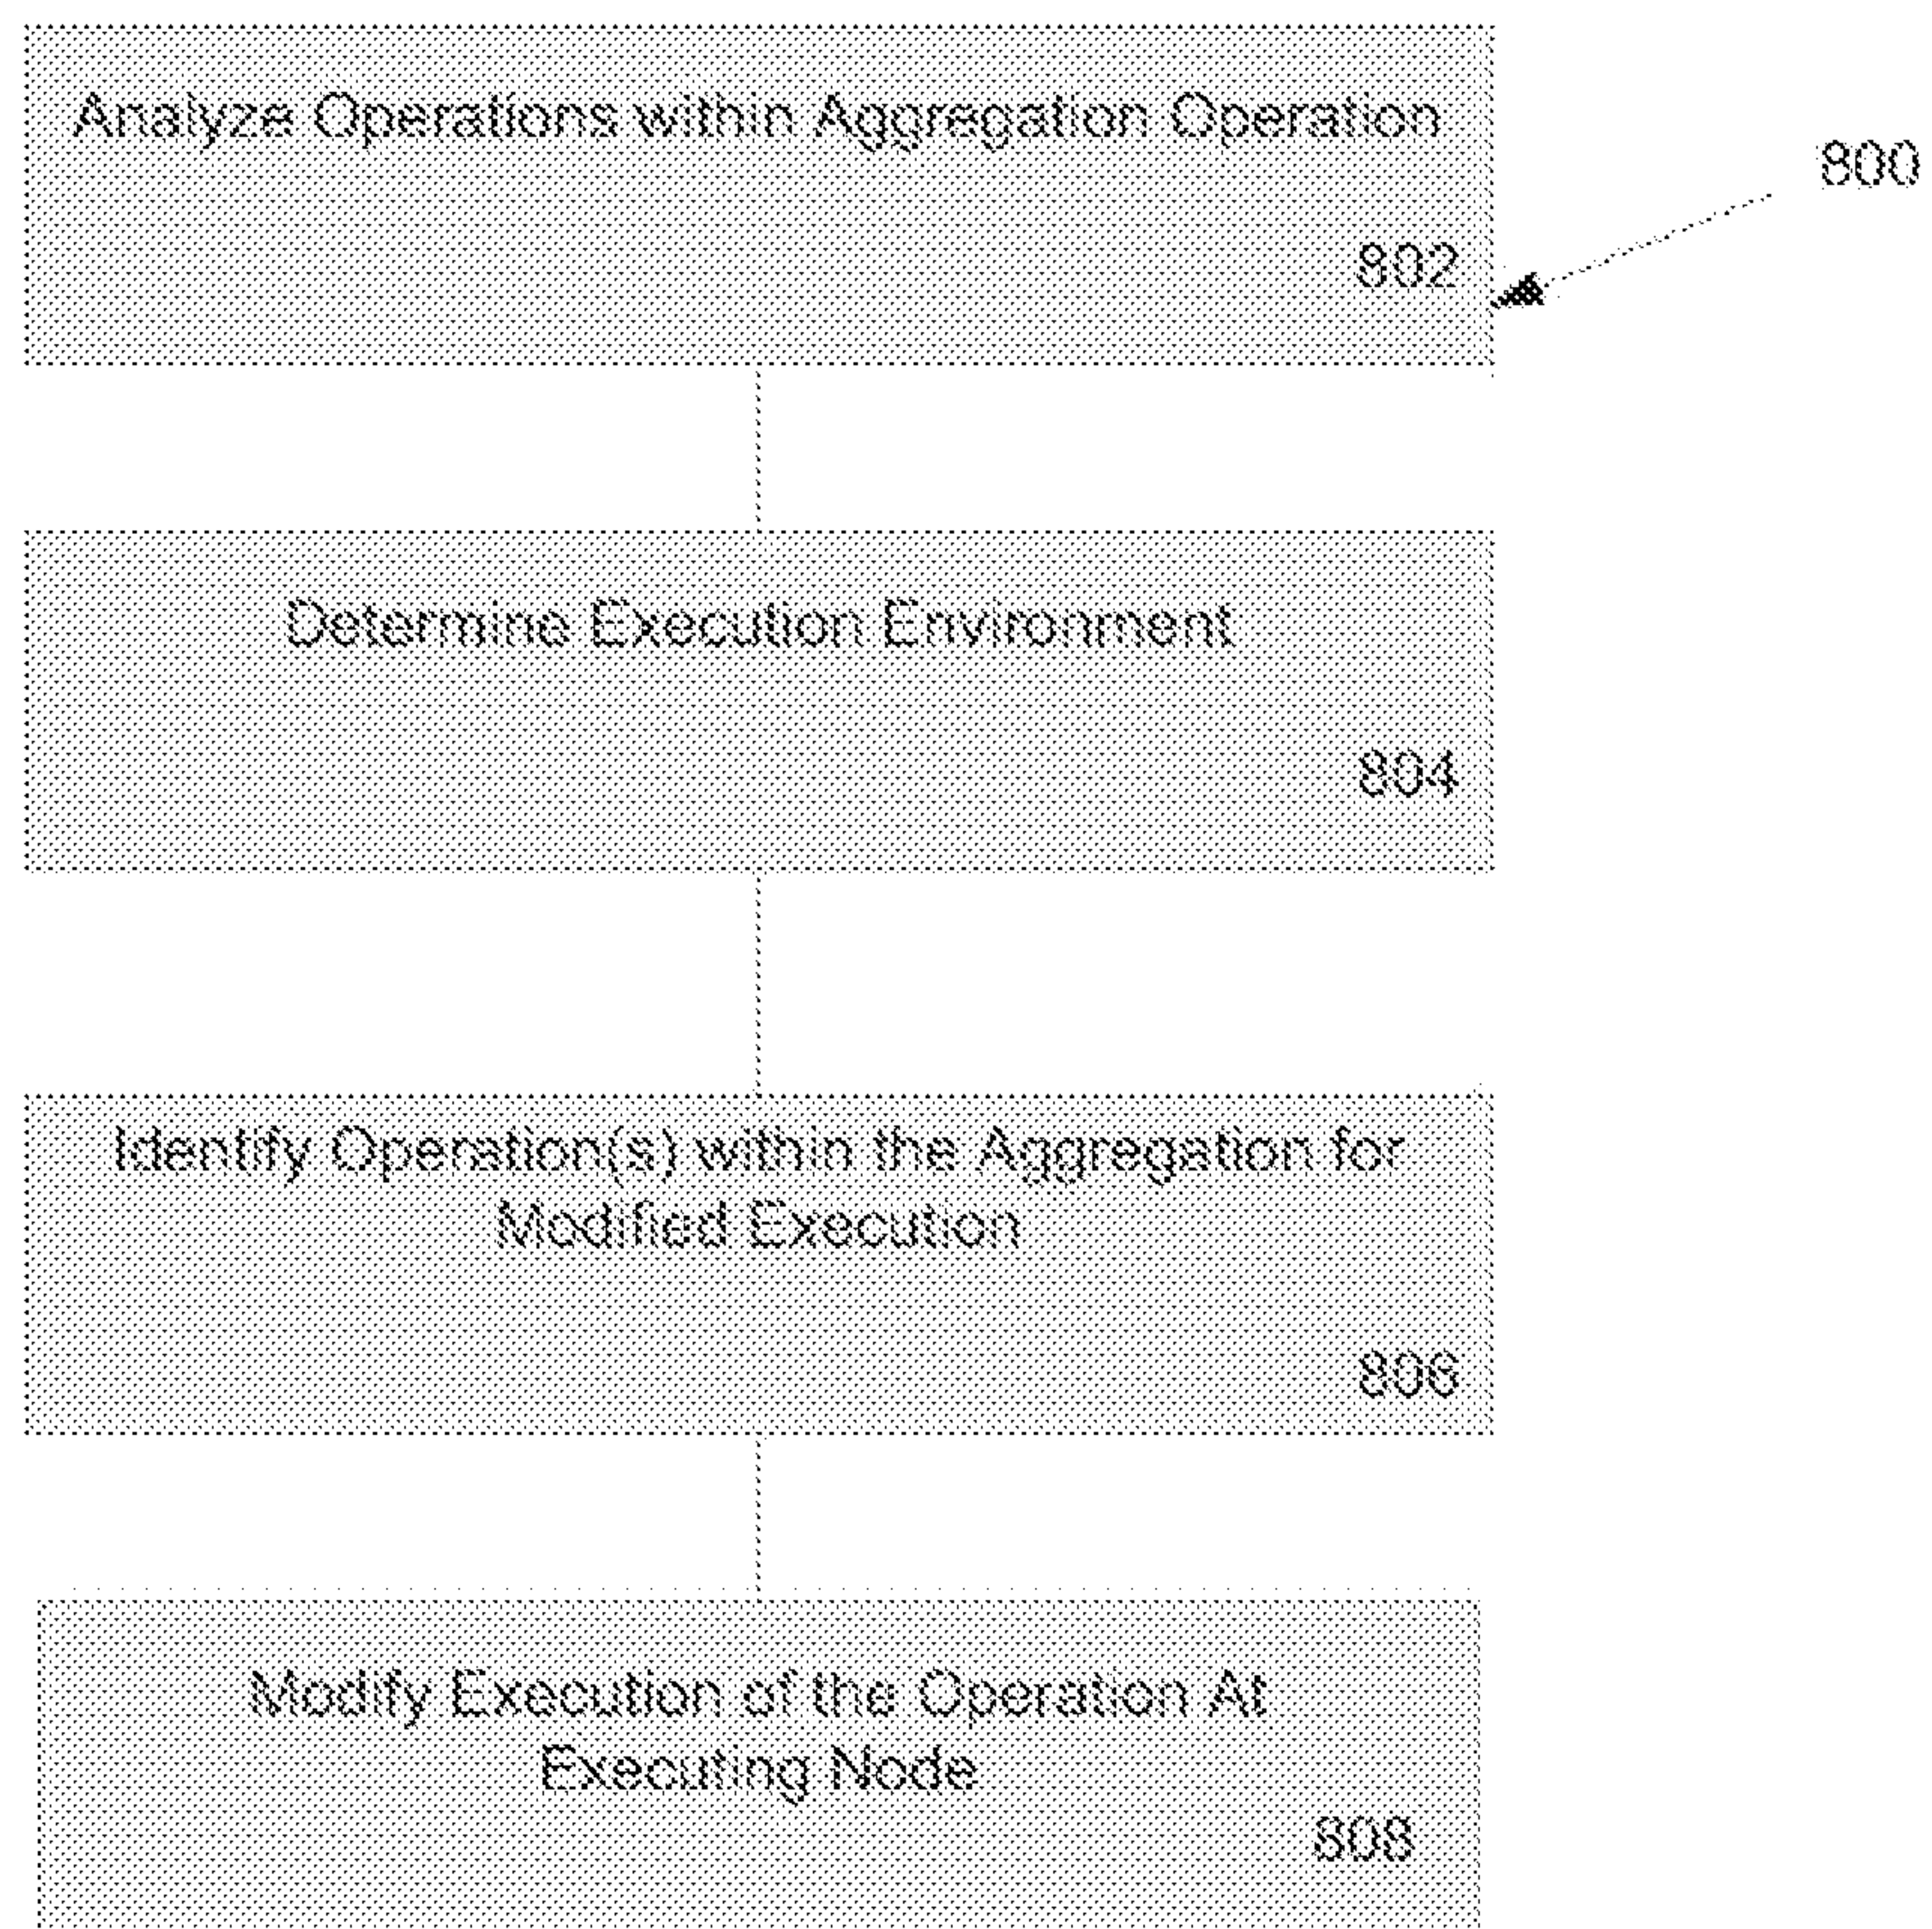 Analyze Operations within Aggregation Operation
800
802
Determine Execution Environment
804
Identify Operation(s) within the Aggregation for
Modified Execution
806
Modify Execution of the Operation At
Executing Node
808